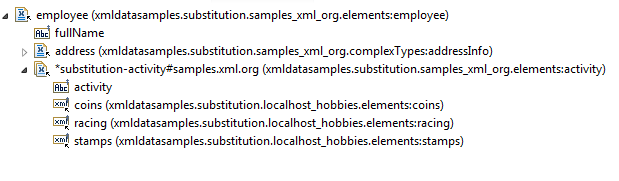 employee (xmldatasamples.substitution.samples_xml_org.elements:employee)
fullName
address (xmldatasamples.substitution.samples_xml_org.complexTypes:addressInfo)
*substitution-activity#samples.xml.org (xmldatasamples.substitution.samples_xml_org.elements:activity)
activity
coins (xmldatasamples.substitution.localhost_hobbies.elements:coins)
racing (xmldatasamples.substitution.localhost_hobbies.elements:racing)
stamps (xmldatasamples.substitution.localhost_hobbies.elements:stamps)